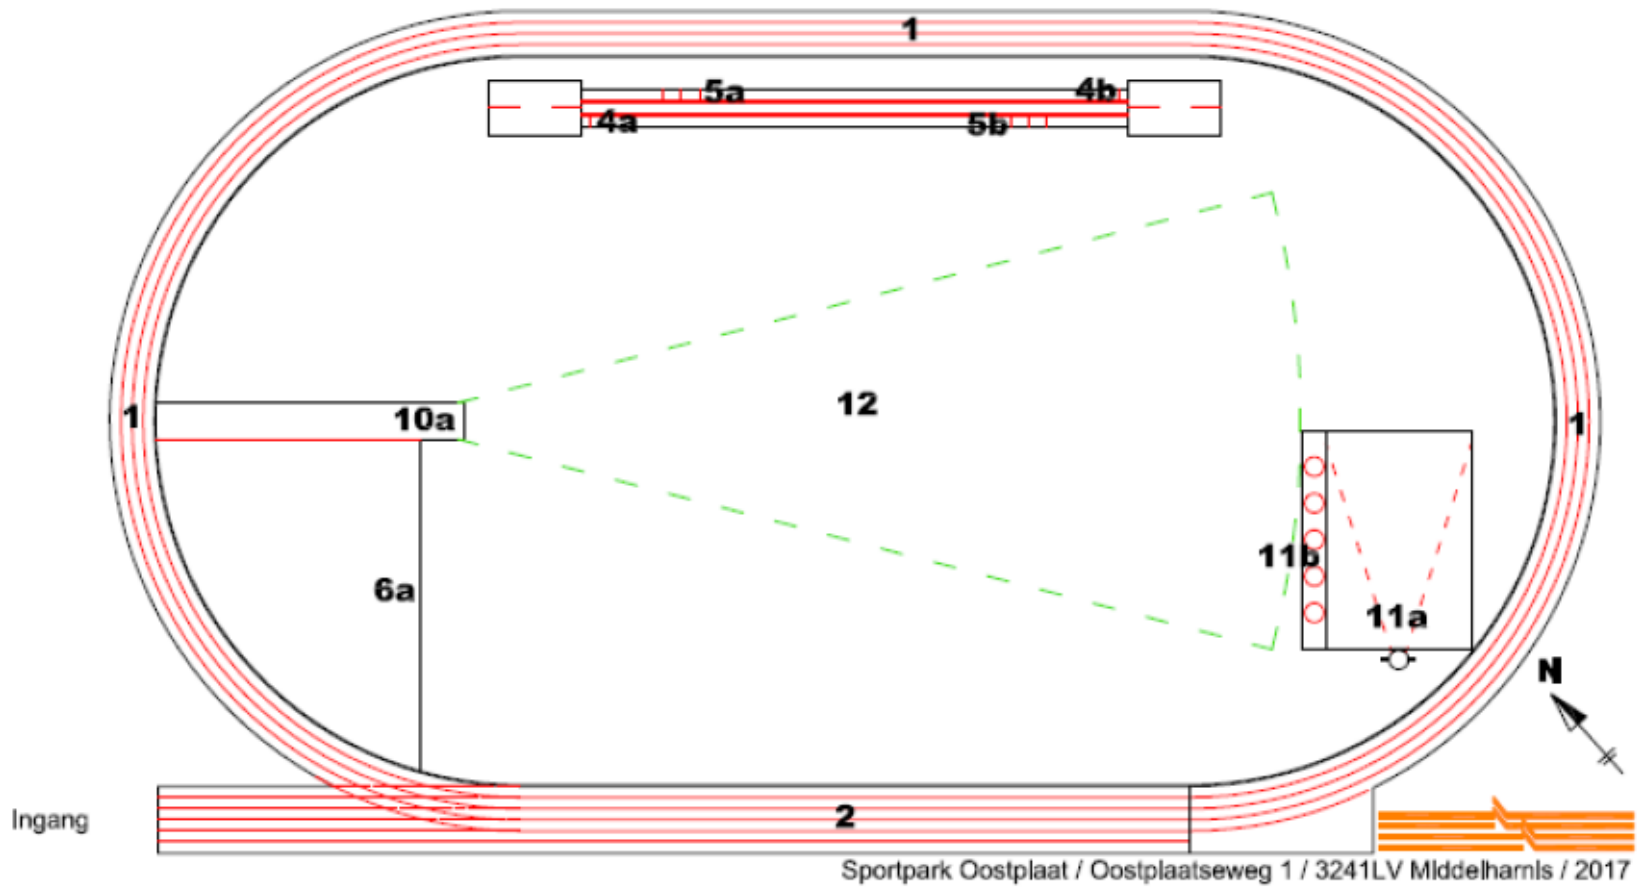 1
5a 4b
4a 5b
12
1 10a 1
11b
6a
11a
N
2
Ingang
Sportpark Oostplaat / Oostplaatseweg 1 / 3241LV Middelharnis / 2017